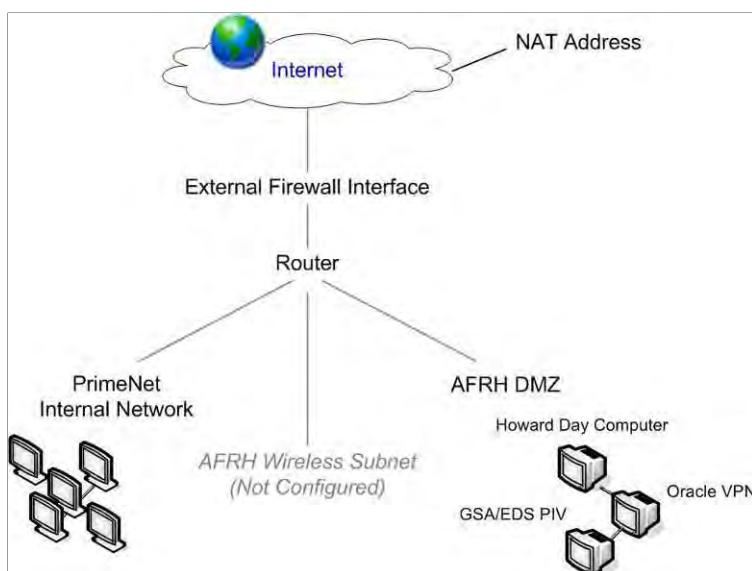 NAT Address
Internet
External Firewall Interface
Router
PrimeNet
Internal Network
AFRH Wireless Subnet
(Not Configured)
AFRH DMZ
Howard Day Computer
Oracle VPN
GSA/EDS PIV